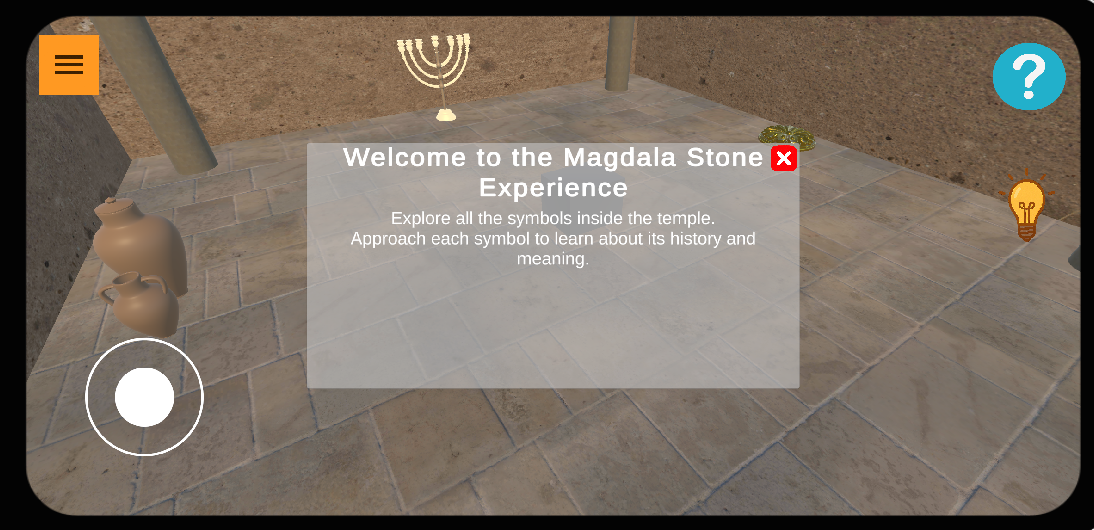 Welcome to the Magdala Stone
Experience
Explore all the symbols inside the temple.
Approach each symbol to learn about its history and
meaning.
?